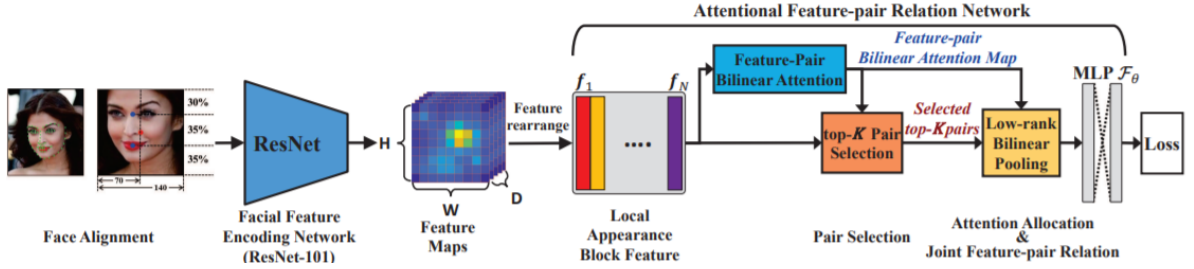 Attentional Feature-pair Relation Network
Feature-pair
Bilinear Attention Map
Feature-Pair
Bilinear Attention
MLP 𝓕θ
30%
35%
35%
70
140
ResNet
H
W
D
Feature
rearrange
f1
fN
....
top-K Pair
Selection
Selected
top-Kpairs
Low-rank
Bilinear
Pooling
Loss
Face Alignment
Facial Feature
Encoding Network
(ResNet-101)
Feature
Maps
Local
Appearance
Block Feature
Pair Selection
Attention Allocation
&
Joint Feature-pair Relation